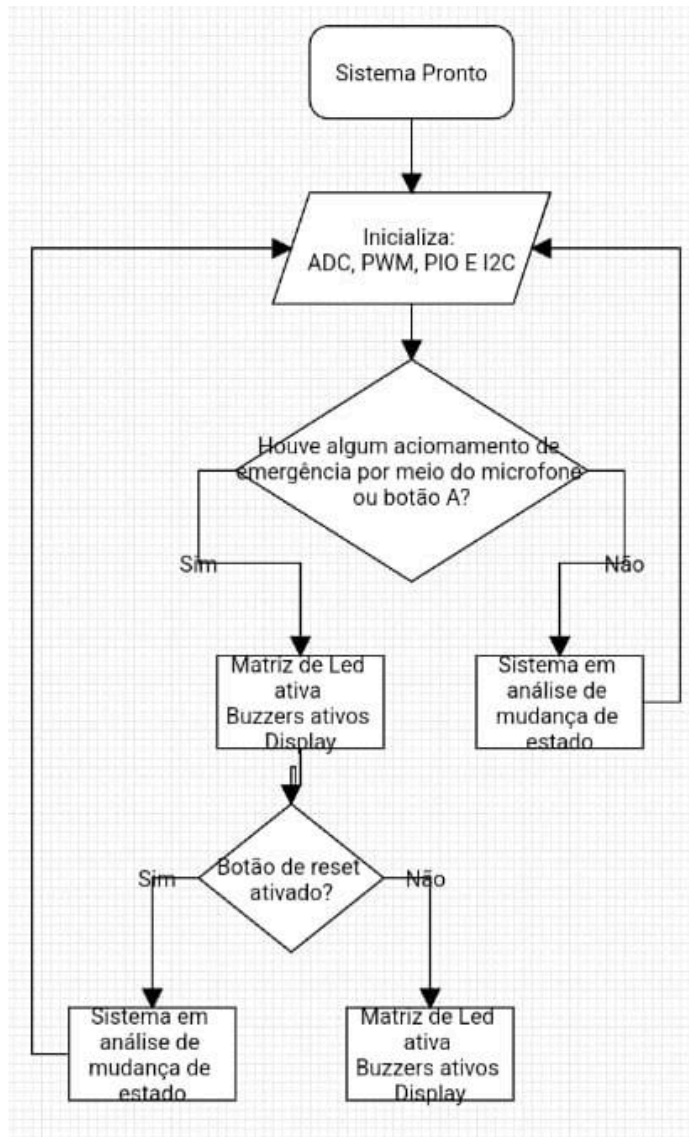 Sistema Pronto
Inicializa:
ADC, PWM, PIO E I2C
Houve algum aciomamento de
emergência por meio do microfone
ou botão A?
Sim
Não
Matriz de Led
ativa
Buzzers ativos
Display
Sistema em
análise de
mudança de
estado
Botão de reset
ativado?
Sim
Não
Sistema em
análise de
mudança de
estado
Matriz de Led
ativa
Buzzers ativos
Display